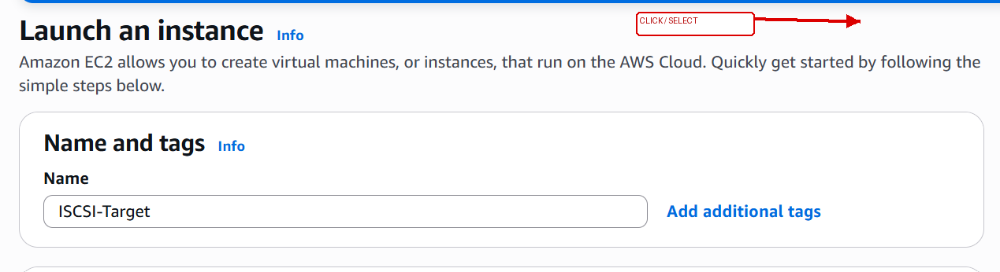 Launch an instance Info
CLICK/SELECT
Amazon EC2 allows you to create virtual machines, or instances, that run on the AWS Cloud. Quickly get started by following the
simple steps below.
Name and tags Info
Name
ISCSI-Target
Add additional tags